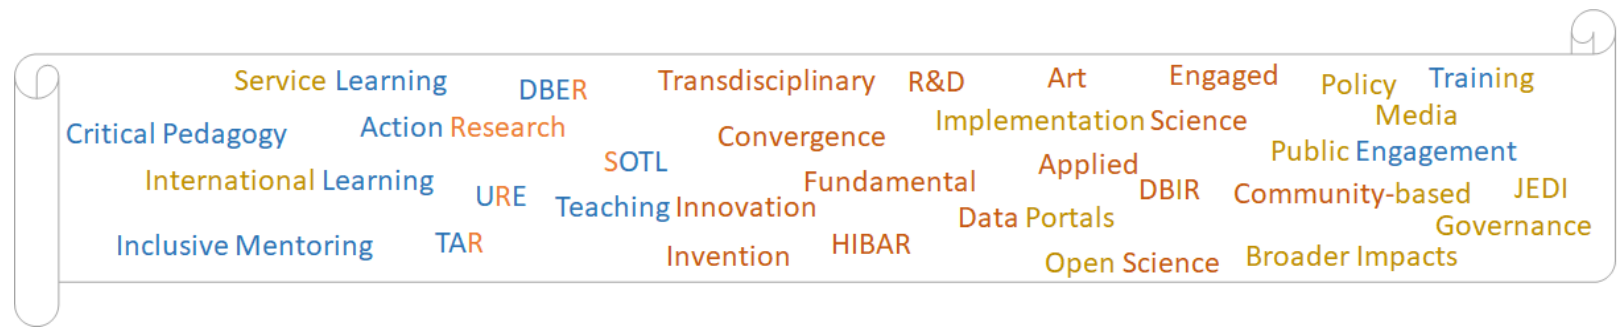 Service Learning
DBER
Transdisciplinary
R&D
Art
Engaged
Policy
Training
Critical Pedagogy
Action Research
Convergence
Implementation Science
Media
International Learning
SOTL
Fundamental
Applied
Public Engagement
URE
Teaching Innovation
Data Portals
DBIR
Community-based
JEDI
Governance
Inclusive Mentoring
TAR
Invention
HIBAR
Open Science
Broader Impacts